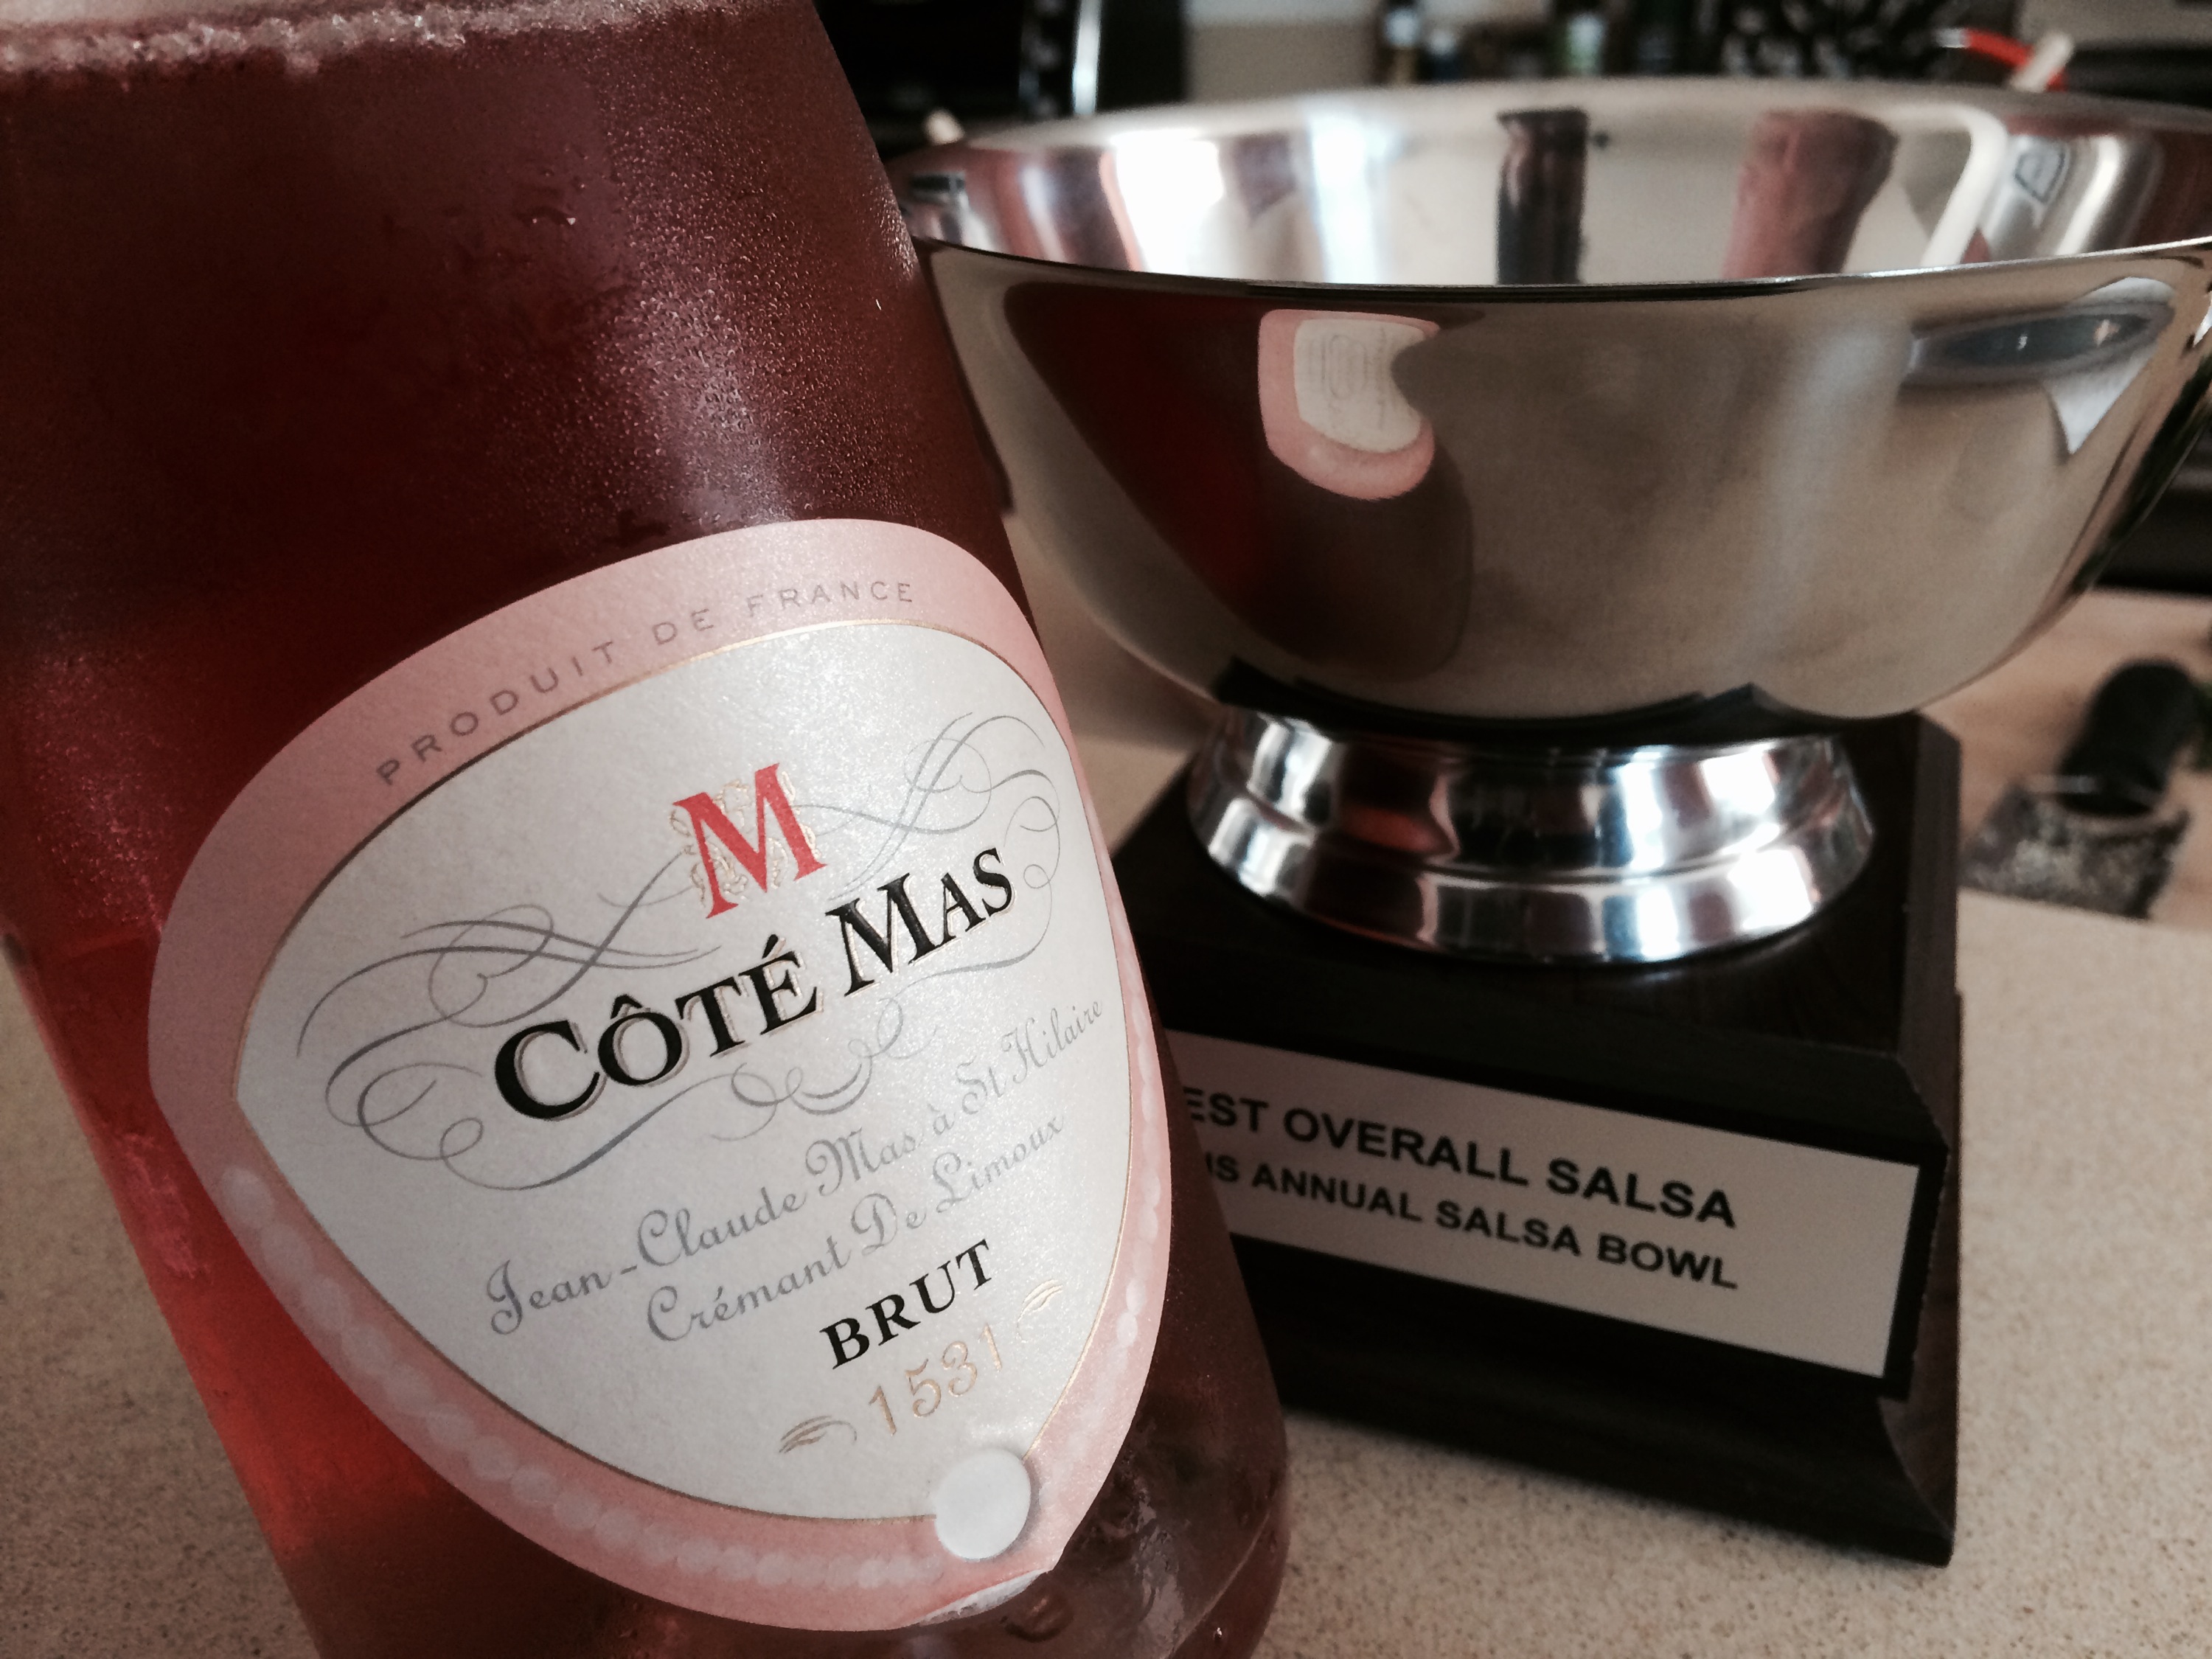 PRODUIT DE FRANCE
M
CÔTÉ MAS
Jean-Claude Mas à St Hilaire
Crémant De Limoux
BRUT
1531
OVERALL SALSA
ANNUAL SALSA BOWL